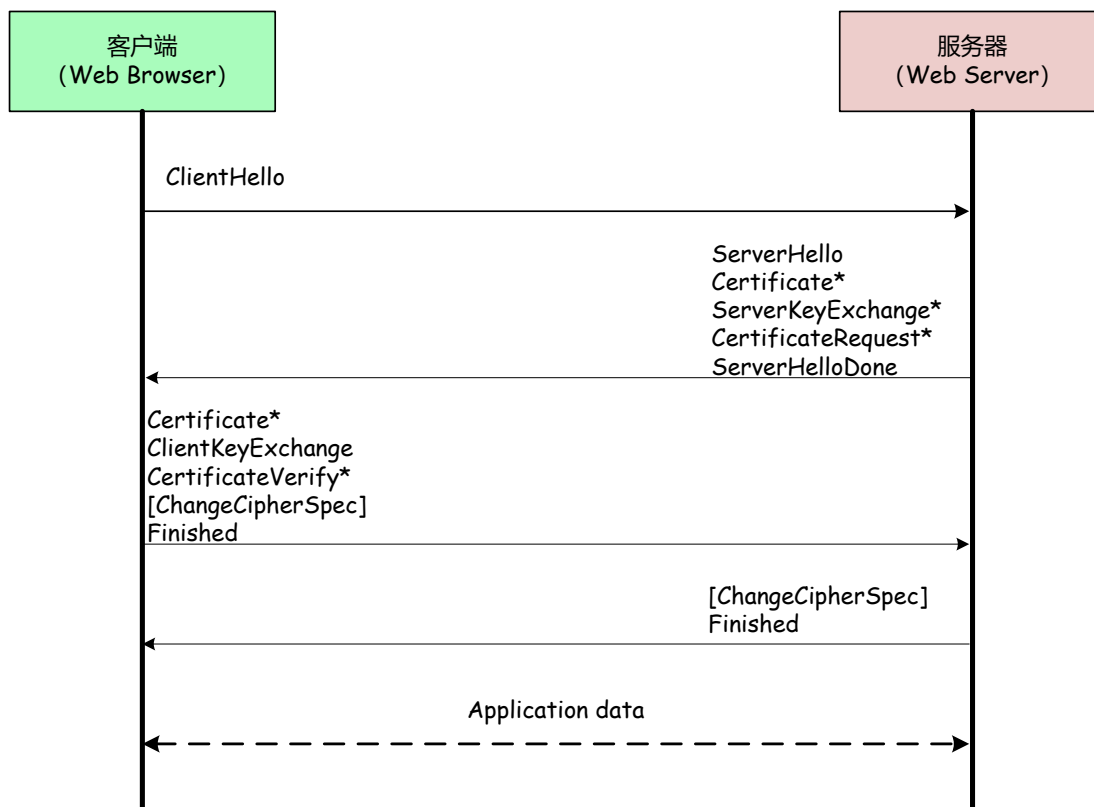 客户端
(Web Browser)
服务器
(Web Server)
ClientHello
ServerHello
Certificate*
ServerKeyExchange*
CertificateRequest*
ServerHelloDone
Certificate*
ClientKeyExchange
CertificateVerify*
[ChangeCipherSpec]
Finished
[ChangeCipherSpec]
Finished
Application data